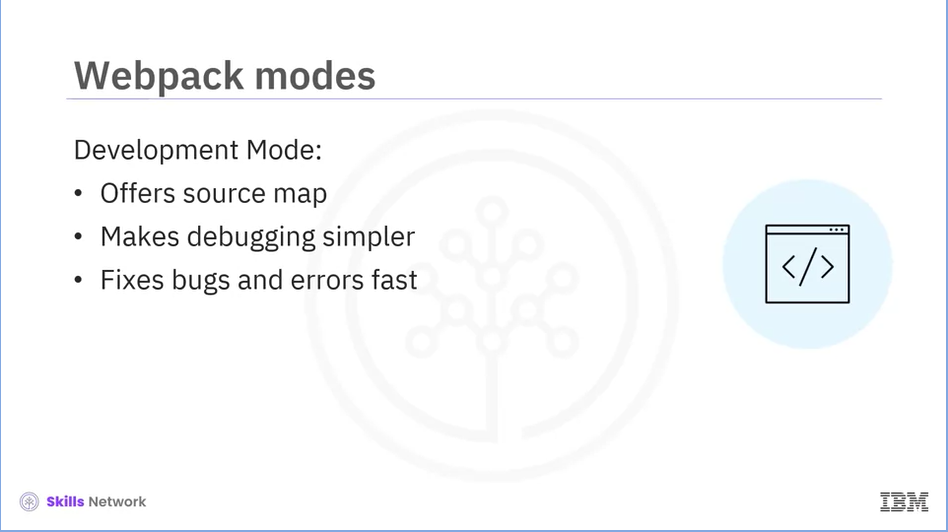 Webpack modes
Development Mode:
• Offers source map
• Makes debugging simpler
• Fixes bugs and errors fast
</>
Skills Network
IBM